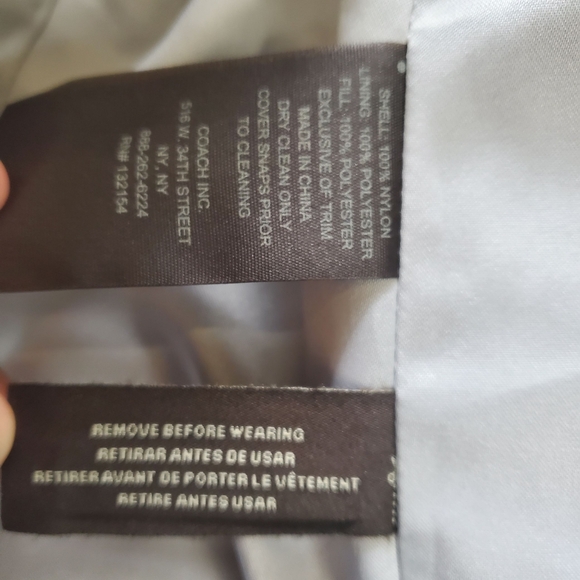 SHELL: 100% NYLON
LINING: 100% POLYESTER
FILL: 100% POLYESTER
EXCLUSIVE OF TRIM
MADE IN CHINA
DRY CLEAN ONLY
COVER SNAPS PRIOR
TO CLEANING
COACH INC.
516 W. 34TH STREET
NY, NY
866-262-6224
RN# 132154
REMOVE BEFORE WEARING
RETIRAR ANTES DE USAR
RETIRER AVANT DE PORTER LE VÊTEMENT
RETIRE ANTES USAR